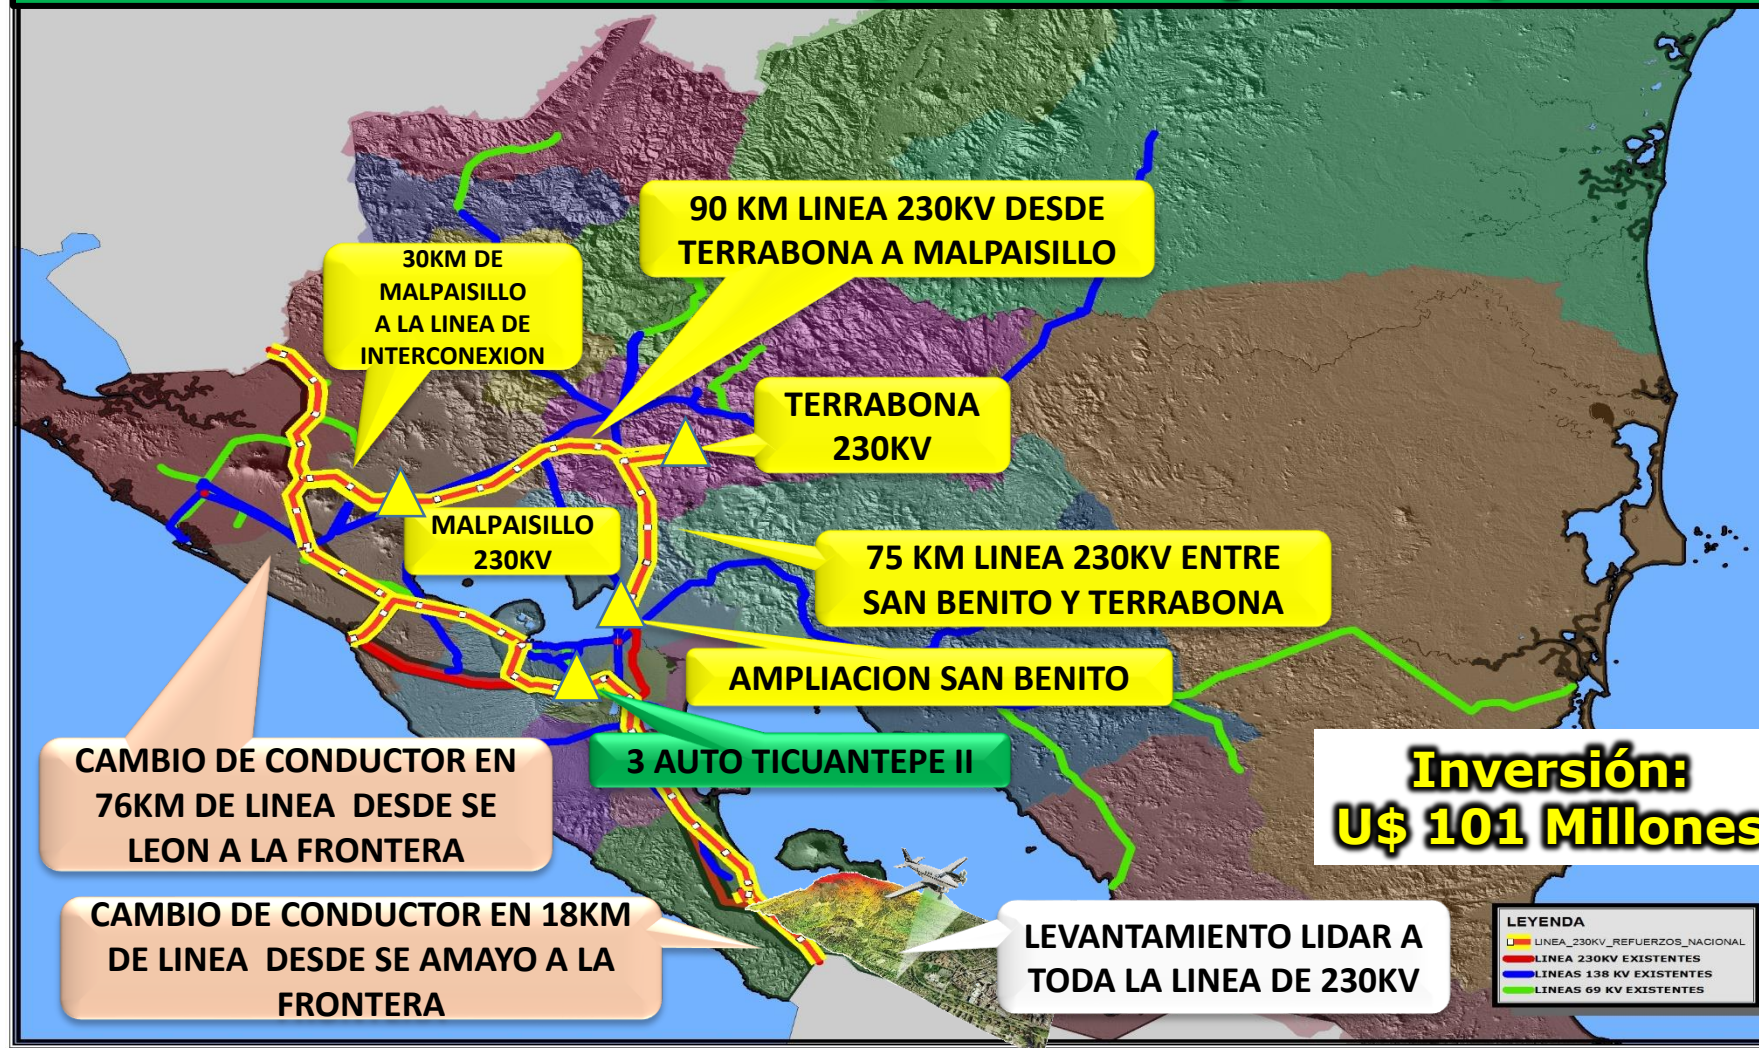 90 KM LINEA 230KV DESDE
TERRABONA A MALPAISILLO
30KM DE
MALPAISILLO
A LA LINEA DE
INTERCONEXION
TERRABONA
230KV
MALPAISILLO
230KV
75 KM LINEA 230KV ENTRE
SAN BENITO Y TERRABONA
AMPLIACION SAN BENITO
3 AUTO TICUANTEPE II
CAMBIO DE CONDUCTOR EN
76KM DE LINEA DESDE SE
LEON A LA FRONTERA
Inversión:
U$ 101 Millones
CAMBIO DE CONDUCTOR EN 18KM
DE LINEA DESDE SE AMAYO A LA
FRONTERA
LEVANTAMIENTO LIDAR A
TODA LA LINEA DE 230KV
LEYENDA
LINEA_230KV_REFUERZOS_NACIONAL
LINEA 230KV EXISTENTES
LINEAS 138 KV EXISTENTES
LINEAS 69 KV EXISTENTES